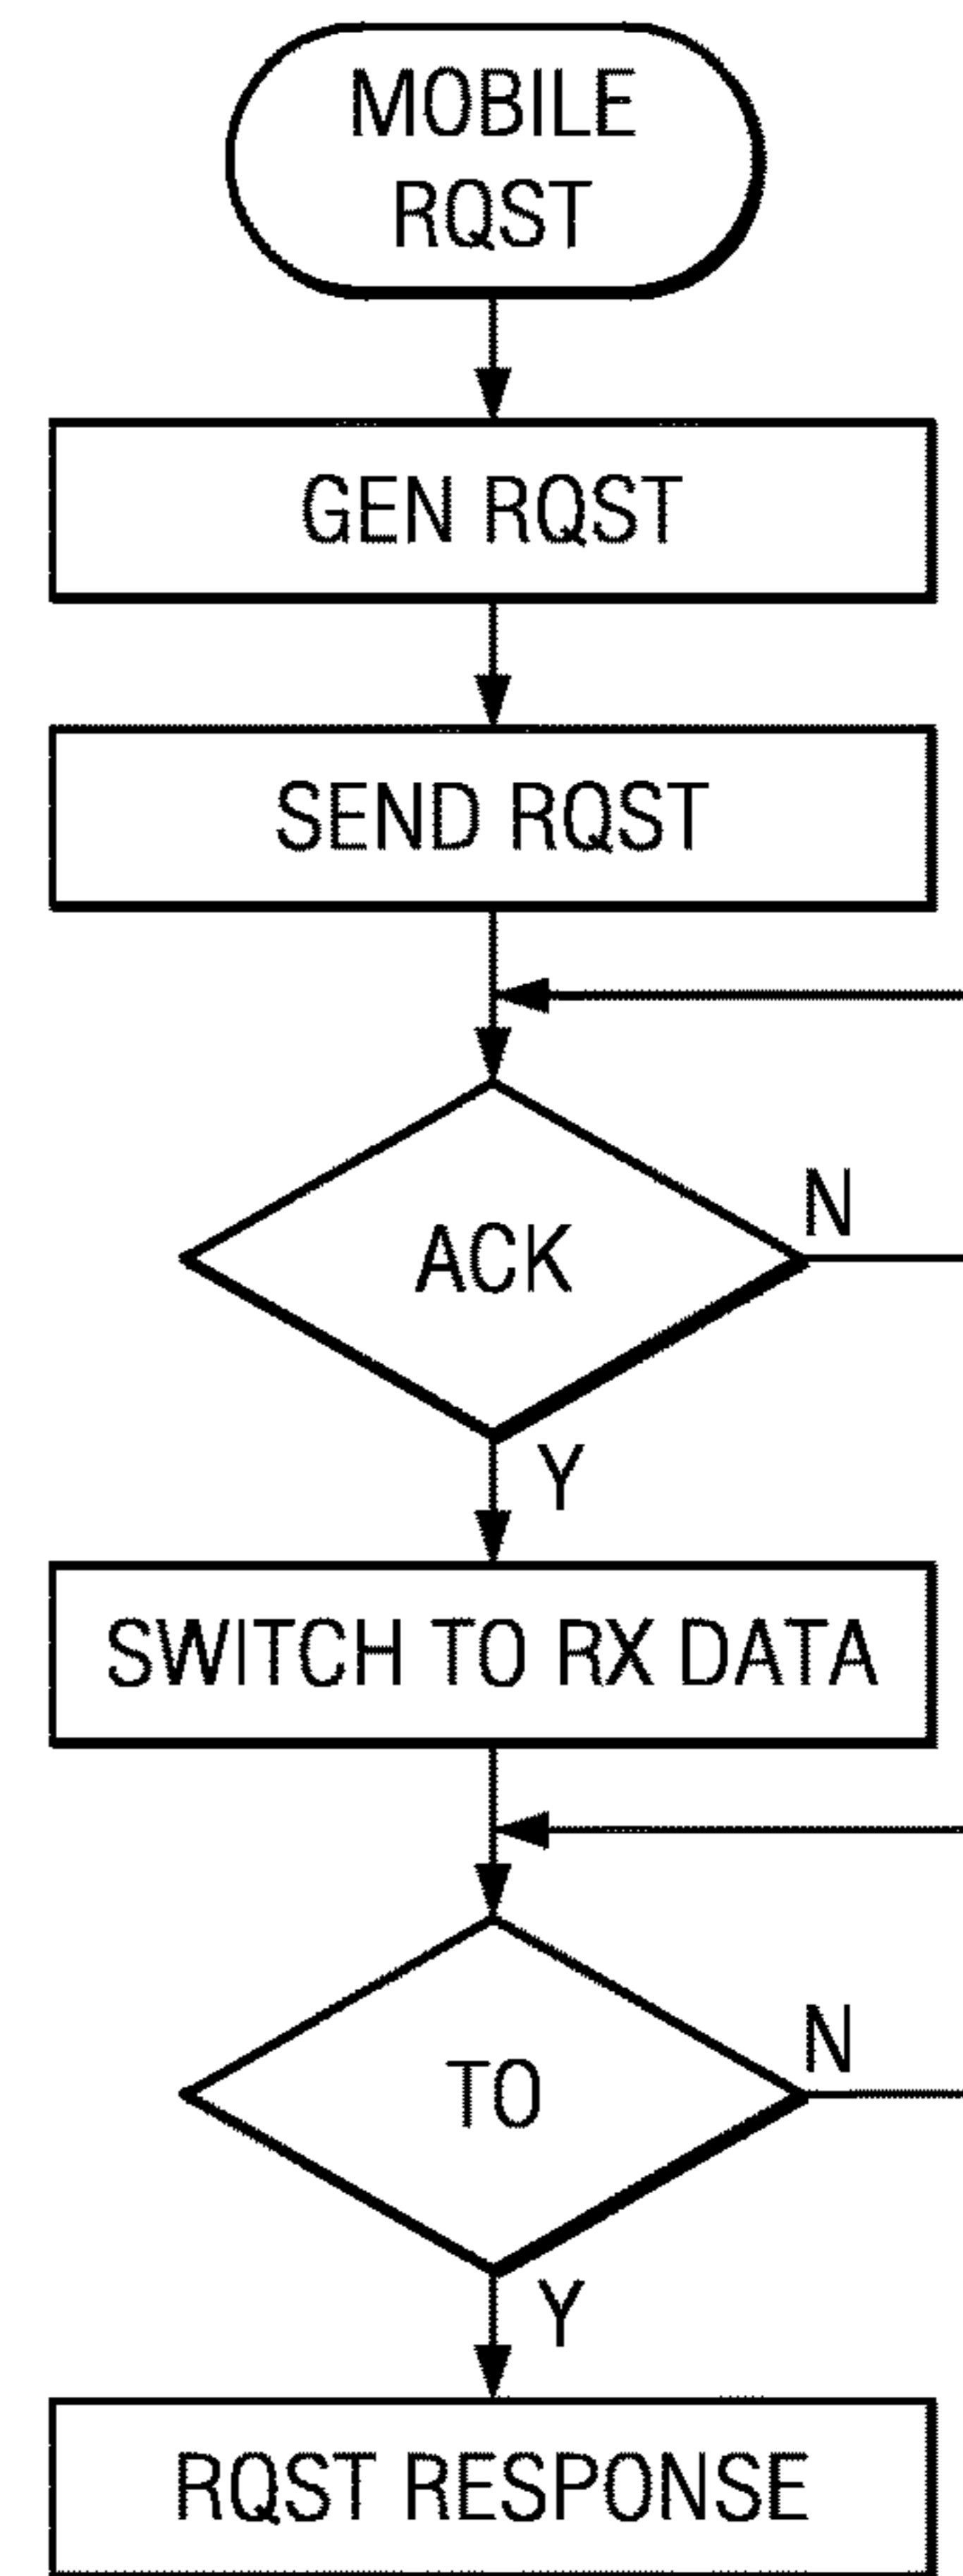 MOBILE
RQST
GEN RQST
SEND RQST
ACK
N
Y
SWITCH TO RX DATA
TO
N
Y
RQST RESPONSE